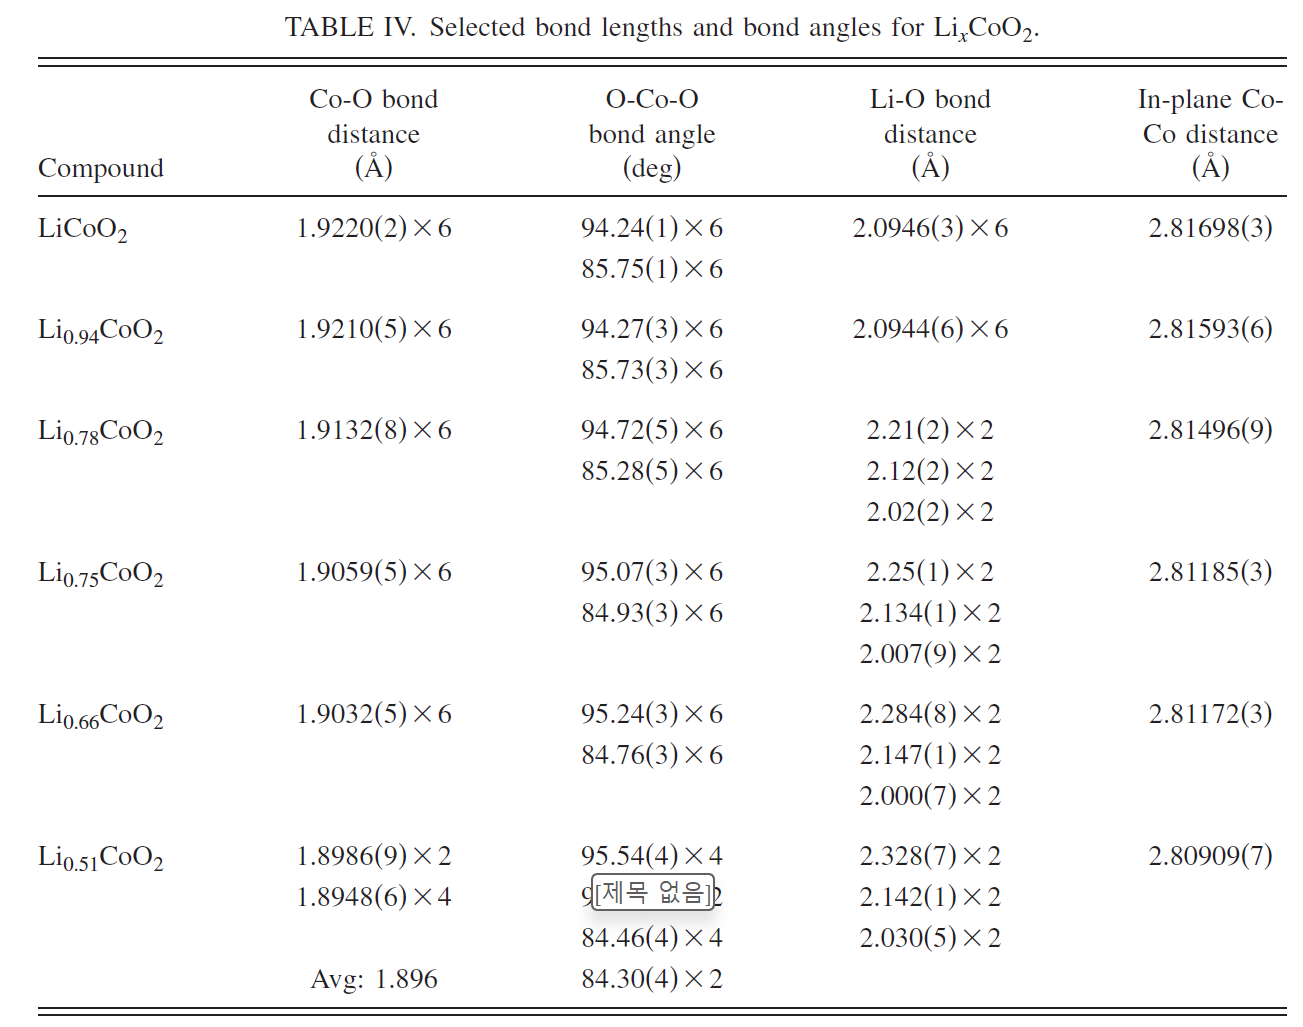 TABLE IV. Selected bond lengths and bond angles for LiₓCoO₂.
Compound Co-O bond distance (Å) O-Co-O bond angle (deg) Li-O bond distance (Å) In-plane Co-Co distance (Å)
LiCoO₂ 1.9220(2)×6 94.24(1)×6 2.0946(3)×6 2.81698(3)
85.75(1)×6
Li₀.₉₄CoO₂ 1.9210(5)×6 94.27(3)×6 2.0944(6)×6 2.81593(6)
85.73(3)×6
Li₀.₇₈CoO₂ 1.9132(8)×6 94.72(5)×6 2.21(2)×2 2.81496(9)
85.28(5)×6 2.12(2)×2
2.02(2)×2
Li₀.₇₅CoO₂ 1.9059(5)×6 95.07(3)×6 2.25(1)×2 2.81185(3)
84.93(3)×6 2.134(1)×2
2.007(9)×2
Li₀.₆₆CoO₂ 1.9032(5)×6 95.24(3)×6 2.284(8)×2 2.81172(3)
84.76(3)×6 2.147(1)×2
2.000(7)×2
Li₀.₅₁CoO₂ 1.8986(9)×2 95.54(4)×4 2.328(7)×2 2.80909(7)
1.8948(6)×4 [제목 없음] 2.142(1)×2
84.46(4)×4 2.030(5)×2
Avg: 1.896 84.30(4)×2